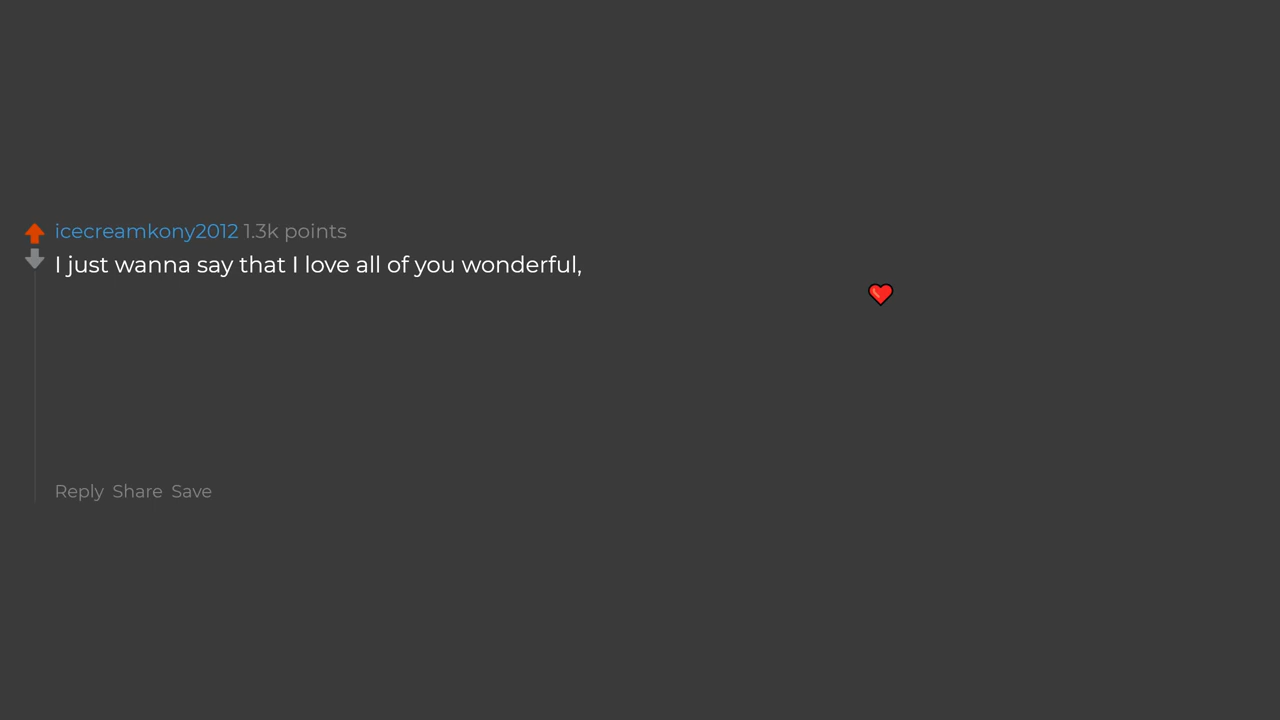 icecreamkony2012 1.3k points
I just wanna say that I love all of you wonderful,
Reply Share Save